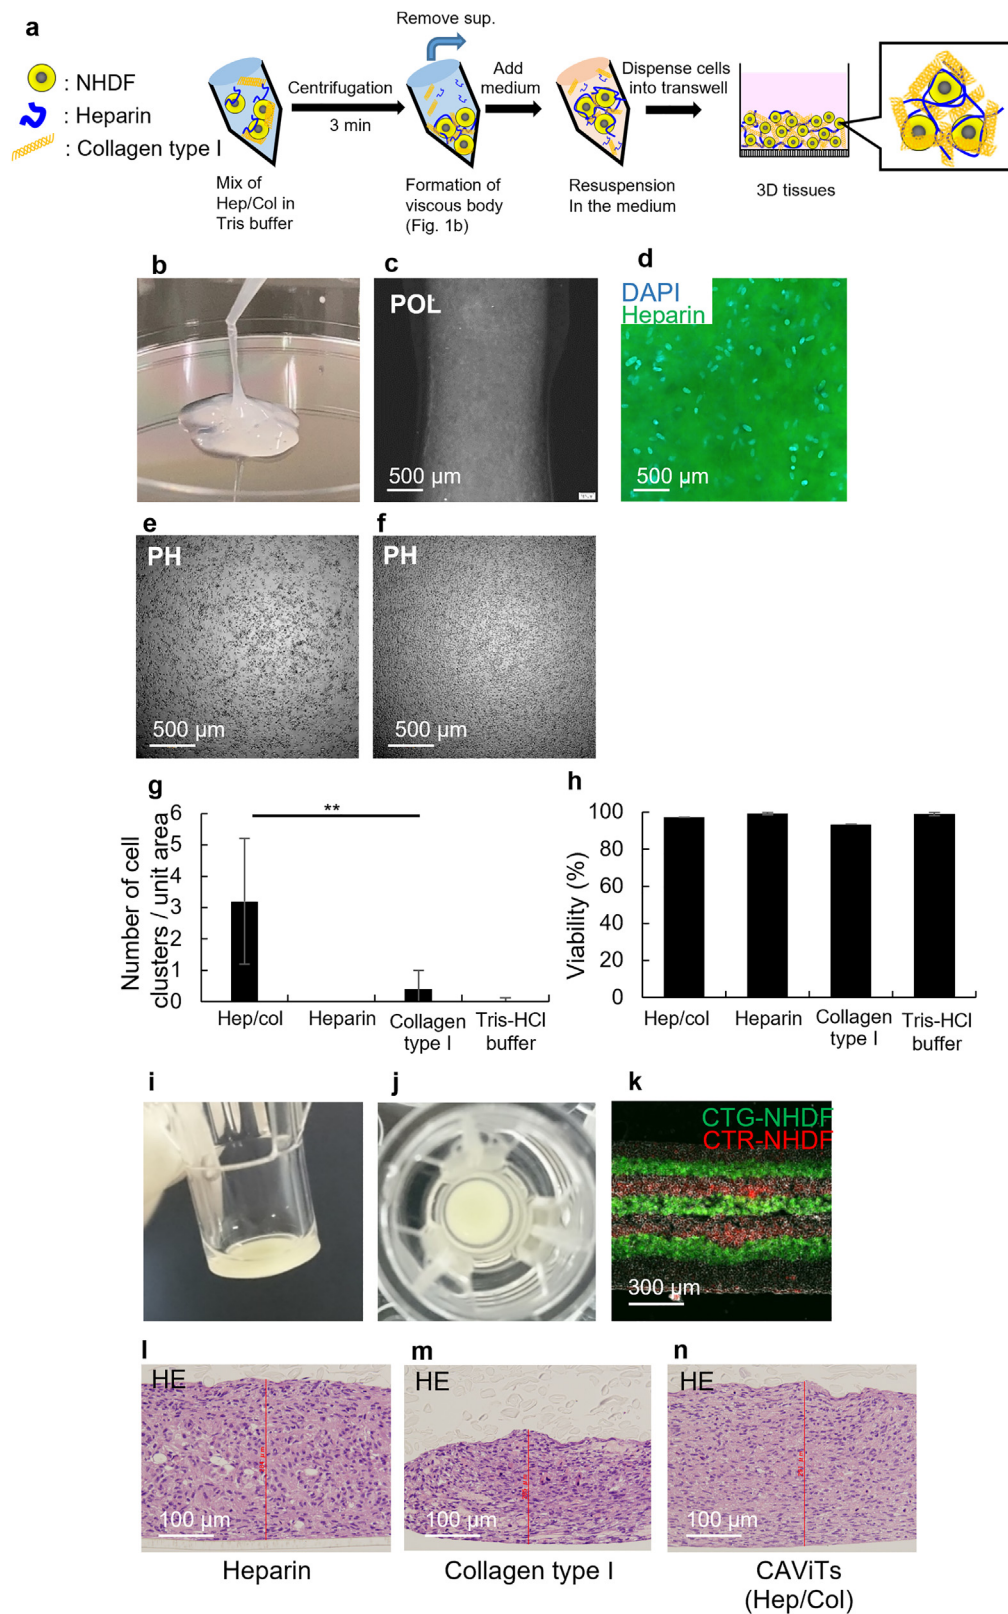 a
Remove sup.
: NHDF
: Heparin
: Collagen type I
Centrifugation
3 min
Add
medium
Dispense cells
into transwell
Mix of
Hep/Col in
Tris buffer
Formation of
viscous body
(Fig. 1b)
Resuspension
In the medium
3D tissues
b
c
POL
500 µm
d
DAPI
Heparin
500 µm
e
PH
500 µm
f
PH
500 µm
g
**
Number of cell
clusters / unit area
6
5
4
3
2
1
0
Hep/col
Heparin
Collagen
type I
Tris-HCl
buffer
h
Viability (%)
100
80
60
40
20
0
Hep/col
Heparin
Collagen
type I
Tris-HCl
buffer
i
j
k
CTG-NHDF
CTR-NHDF
300 µm
l
HE
100 µm
Heparin
m
HE
100 µm
Collagen type I
n
HE
100 µm
CAViTs
(Hep/Col)